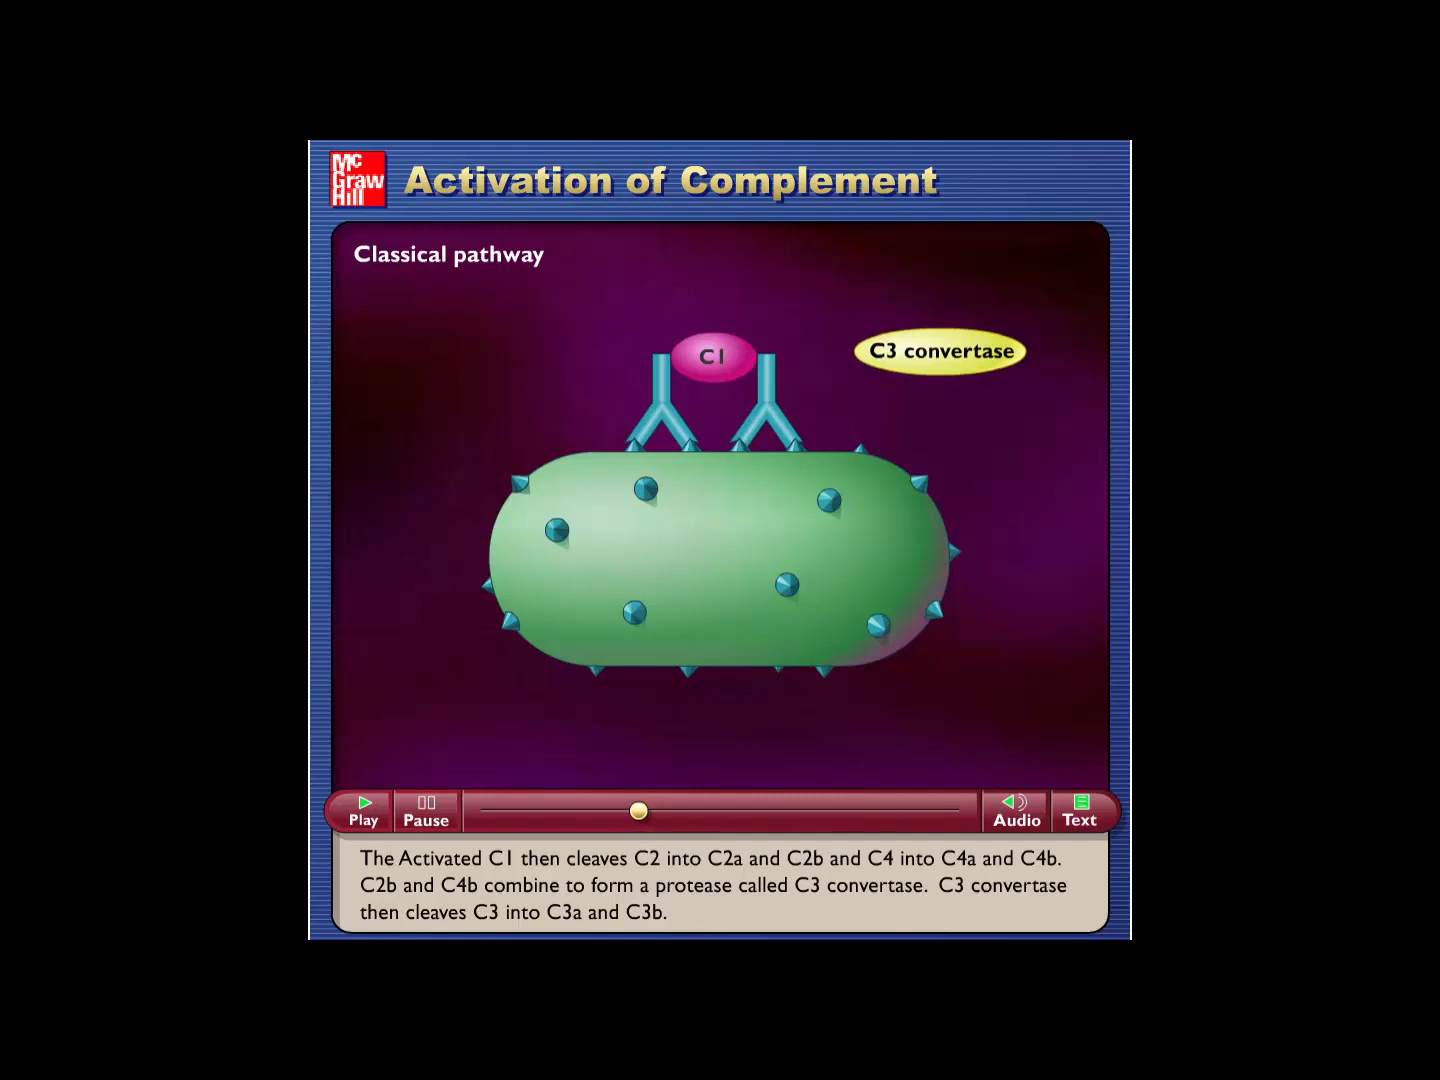 Mc
Graw
Hill
Activation of Complement
Classical pathway
C1
C3 convertase
Play
Pause
Audio
Text
The Activated C1 then cleaves C2 into C2a and C2b and C4 into C4a and C4b.
C2b and C4b combine to form a protease called C3 convertase.  C3 convertase
then cleaves C3 into C3a and C3b.